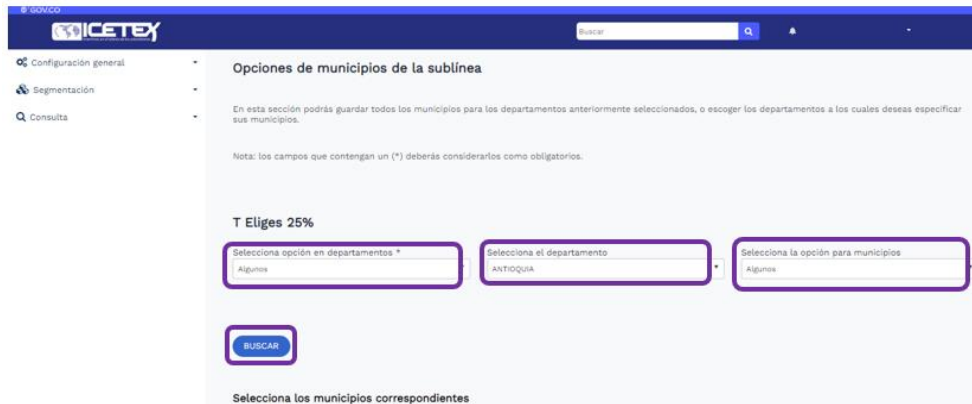 GOV.CO
ICETEX
Buscar
Configuración general
Segmentación
Consulta
Opciones de municipios de la sublínea
En esta sección podrás guardar todos los municipios para los departamentos anteriormente seleccionados, o escoger los departamentos a los cuales deseas especificar
sus municipios.
Nota: los campos que contengan un (*) deberás considerarlos como obligatorios.
T Eliges 25%
Selecciona opción en departamentos *
Algunos
Selecciona el departamento
ANTIOQUIA
Selecciona la opción para municipios
Algunos
BUSCAR
Selecciona los municipios correspondientes